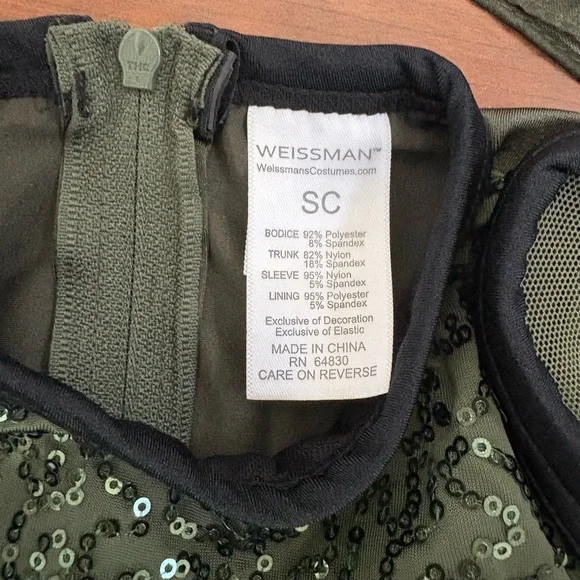 THC
WEISSMAN™
WeissmansCostumes.com
SC
BODICE 92% Polyester
8% Spandex
TRUNK 82% Nylon
18% Spandex
SLEEVE 95% Nylon
5% Spandex
LINING 95% Polyester
5% Spandex
Exclusive of Decoration
Exclusive of Elastic
MADE IN CHINA
RN 64830
CARE ON REVERSE